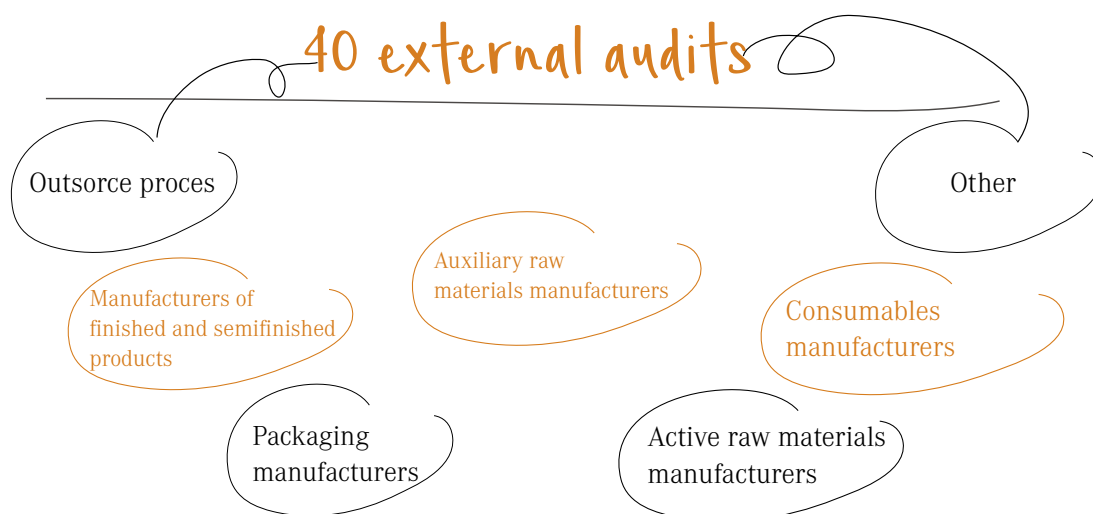 40 external audits
Outsorce proces
Other
Auxiliary raw
materials manufacturers
Manufacturers of
finished and semifinished
products
Consumables
manufacturers
Packaging
manufacturers
Active raw materials
manufacturers